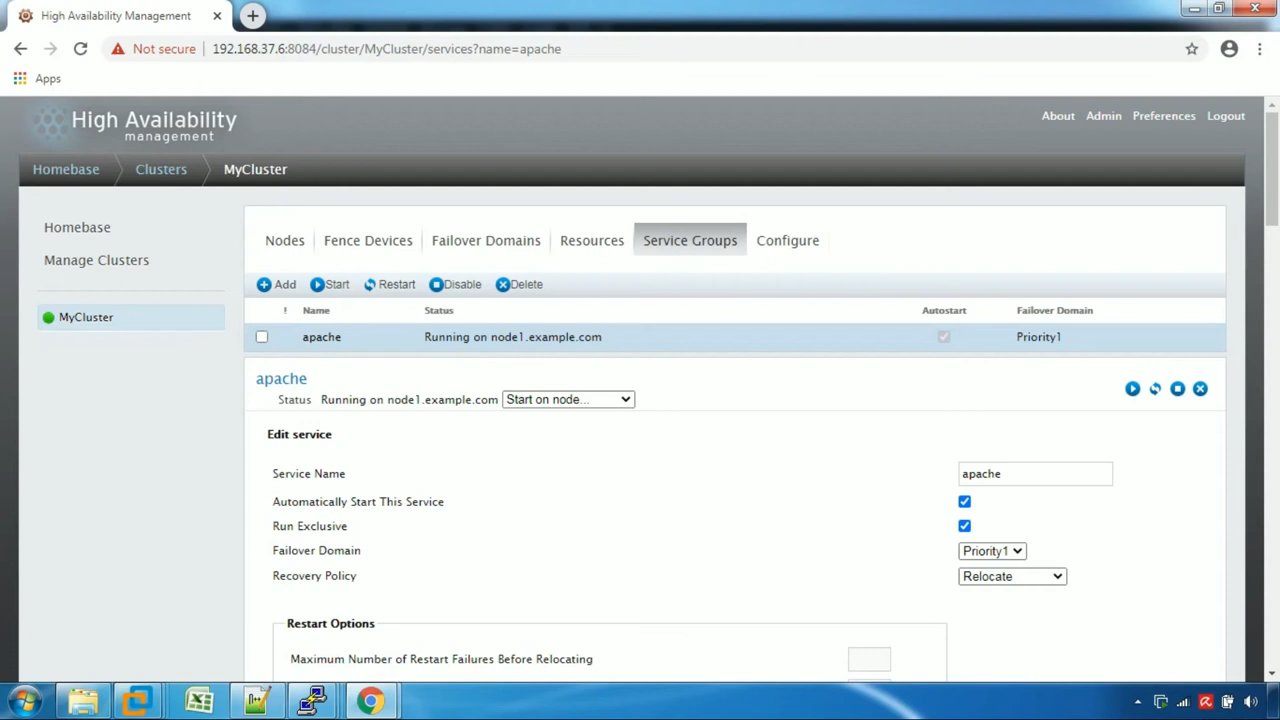 High Availability Management
Not secure
192.168.37.6:8084/cluster/MyCluster/services?name=apache
Apps
High Availability
management
About Admin Preferences Logout
Homebase Clusters MyCluster
Homebase
Manage Clusters
MyCluster
Nodes Fence Devices Failover Domains Resources Service Groups Configure
Add Start Restart Disable Delete
! Name Status Autostart Failover Domain
apache Running on node1.example.com Priority1
apache
Status Running on node1.example.com Start on node...
Edit service
Service Name apache
Automatically Start This Service
Run Exclusive
Failover Domain Priority1
Recovery Policy Relocate
Restart Options
Maximum Number of Restart Failures Before Relocating